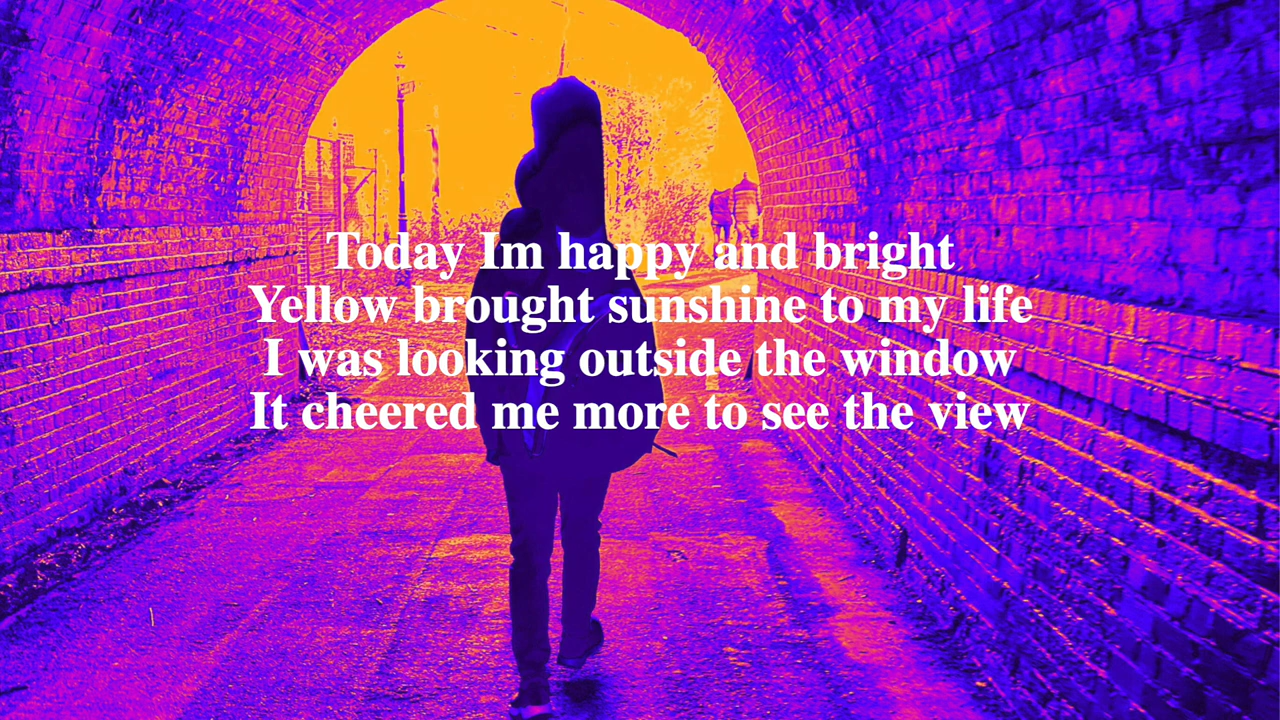 Today Im happy and bright
Yellow brought sunshine to my life
I was looking outside the window
It cheered me more to see the view